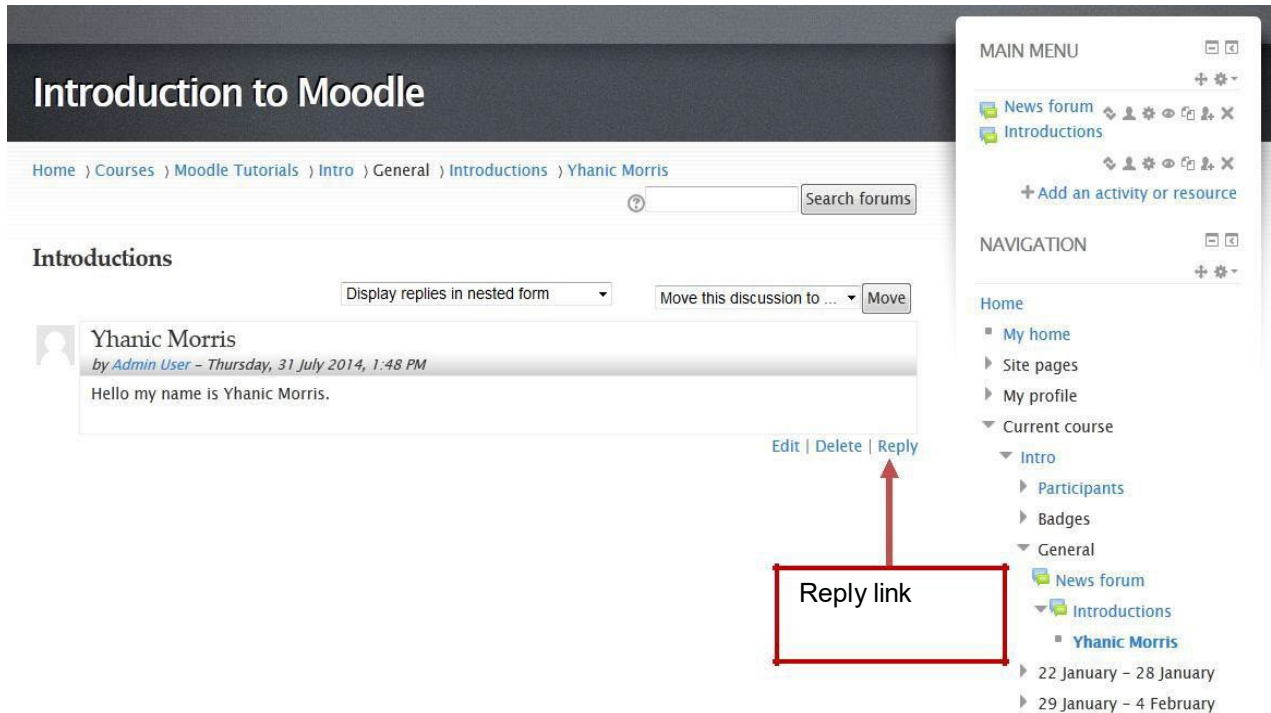 Introduction to Moodle
Home ) Courses ) Moodle Tutorials ) Intro ) General ) Introductions ) Yhanic Morris
Search forums
Introductions
Display replies in nested form
Move this discussion to ... Move
Yhanic Morris
by Admin User – Thursday, 31 July 2014, 1:48 PM
Hello my name is Yhanic Morris.
Edit | Delete | Reply
Reply link
MAIN MENU
News forum
Introductions
Add an activity or resource
NAVIGATION
Home
My home
Site pages
My profile
Current course
Intro
Participants
Badges
General
News forum
Introductions
Yhanic Morris
22 January – 28 January
29 January – 4 February